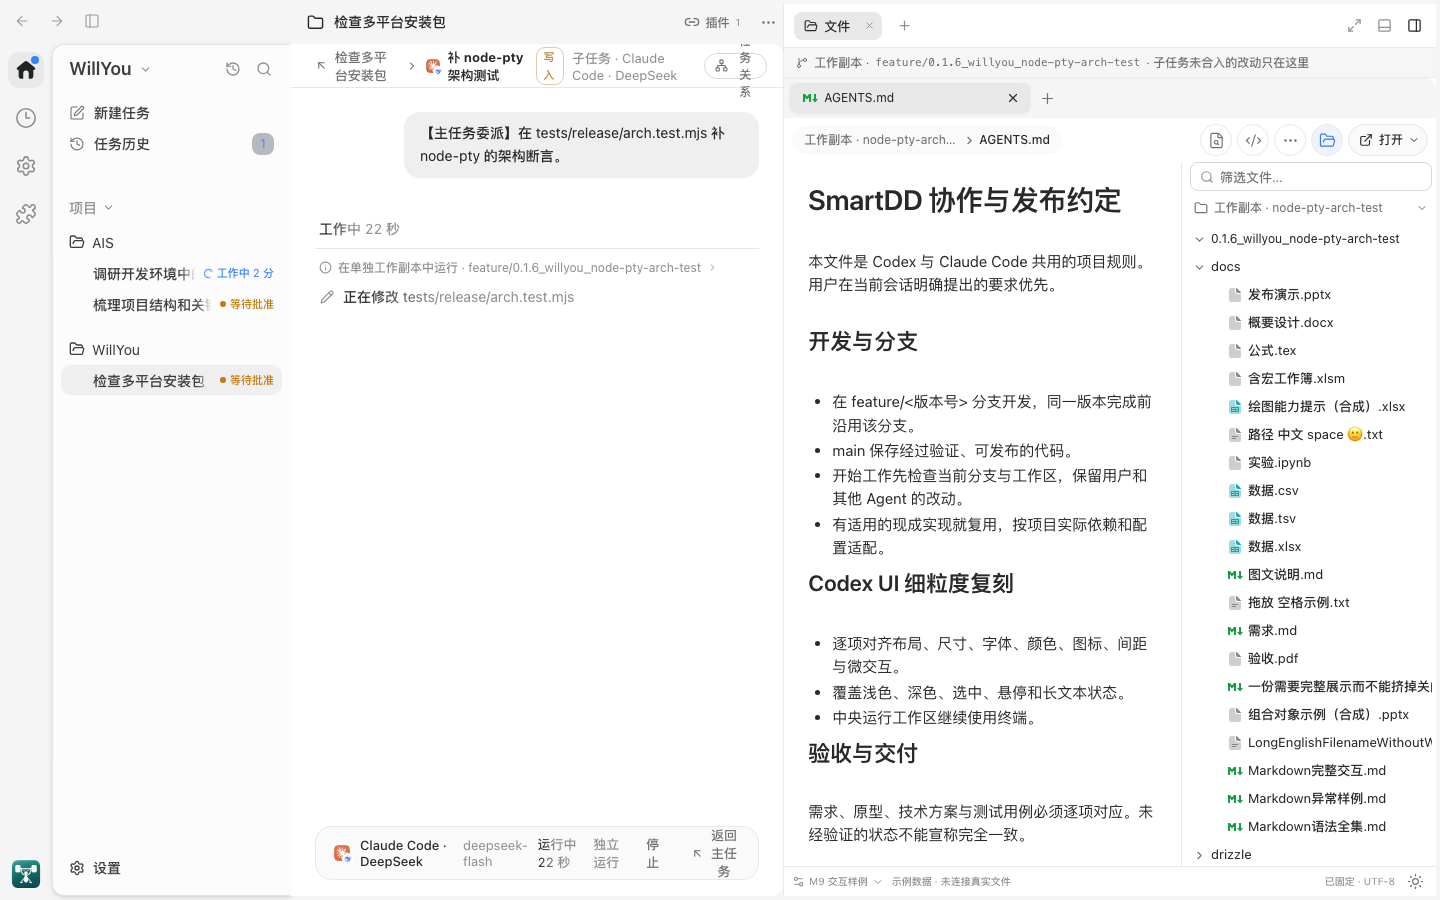 WillYou
新建任务
任务历史
1
项目
AIS
调研开发环境中
工作中 2 分
梳理项目结构和关
等待批准
WillYou
检查多平台安装包
等待批准
设置
检查多平台安装包
插件 1
检查多平
台安装包
补 node-pty
架构测试
写
入
子任务 · Claude
Code · DeepSeek
务
关
系
【主任务委派】在 tests/release/arch.test.mjs 补
node-pty 的架构断言。
工作中 22 秒
在单独工作副本中运行 · feature/0.1.6_willyou_node-pty-arch-test
正在修改 tests/release/arch.test.mjs
Claude Code ·
DeepSeek
deepseek-
flash
运行中
22 秒
独立
运行
停
止
返回
主任
务
文件
工作副本 · feature/0.1.6_willyou_node-pty-arch-test · 子任务未合入的改动只在这里
AGENTS.md
工作副本 · node-pty-arch...
AGENTS.md
打开
SmartDD 协作与发布约定
本文件是 Codex 与 Claude Code 共用的项目规则。
用户在当前会话明确提出的要求优先。
开发与分支
在 feature/<版本号> 分支开发，同一版本完成前
沿用该分支。
main 保存经过验证、可发布的代码。
开始工作先检查当前分支与工作区，保留用户和
其他 Agent 的改动。
有适用的现成实现就复用，按项目实际依赖和配
置适配。
Codex UI 细粒度复刻
逐项对齐布局、尺寸、字体、颜色、图标、间距
与微交互。
覆盖浅色、深色、选中、悬停和长文本状态。
中央运行工作区继续使用终端。
验收与交付
需求、原型、技术方案与测试用例必须逐项对应。未
经验证的状态不能宣称完全一致。
筛选文件...
工作副本 · node-pty-arch-test
0.1.6_willyou_node-pty-arch-test
docs
发布演示.pptx
概要设计.docx
公式.tex
含宏工作簿.xlsm
绘图能力提示（合成）.xlsx
路径 中文 space 🙂.txt
实验.ipynb
数据.csv
数据.tsv
数据.xlsx
图文说明.md
拖放 空格示例.txt
需求.md
验收.pdf
一份需要完整展示而不能挤掉关
组合对象示例（合成）.pptx
LongEnglishFilenameWithoutW
Markdown完整交互.md
Markdown异常样例.md
Markdown语法全集.md
drizzle
M9 交互样例
示例数据 · 未连接真实文件
已固定 · UTF-8